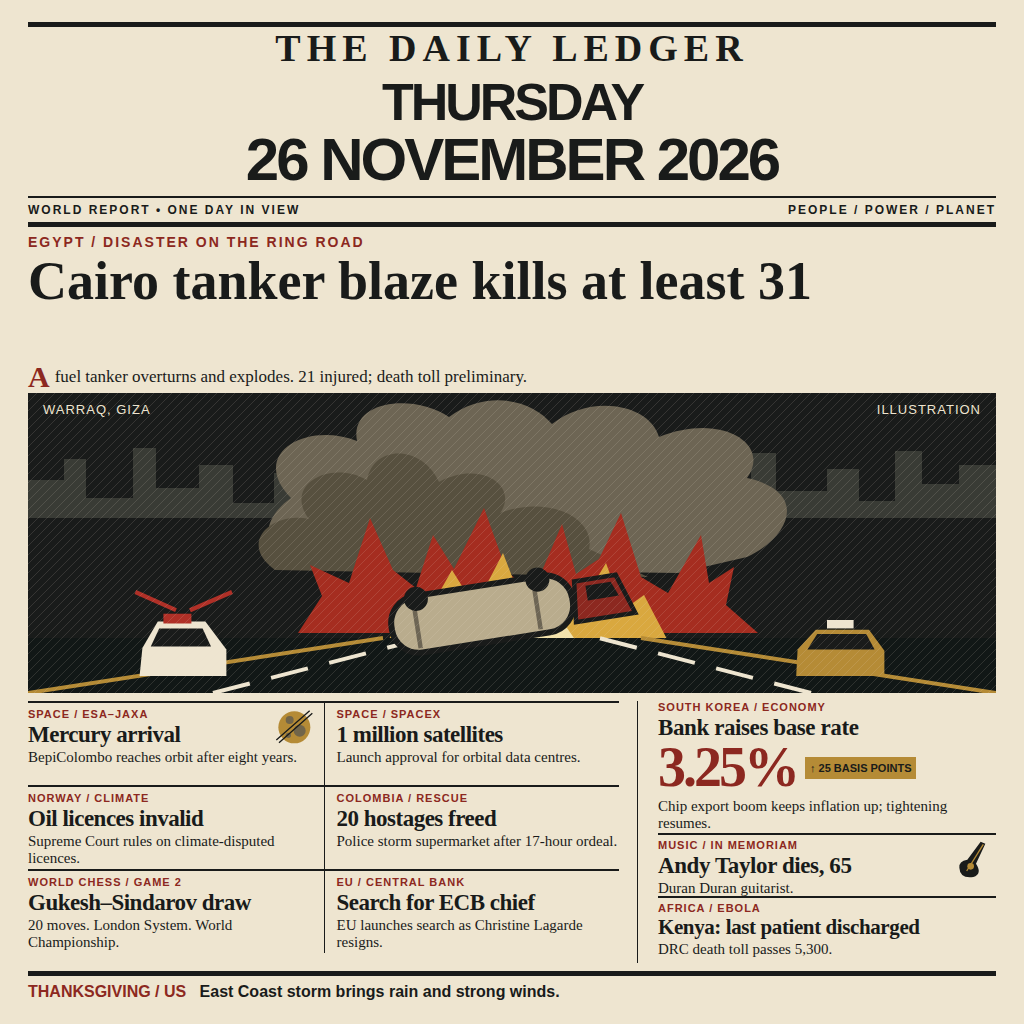 THE DAILY LEDGER
THURSDAY
26 NOVEMBER 2026
WORLD REPORT • ONE DAY IN VIEW
PEOPLE / POWER / PLANET
EGYPT / DISASTER ON THE RING ROAD
Cairo tanker blaze kills at least 31
A fuel tanker overturns and explodes. 21 injured; death toll preliminary.
WARRAQ, GIZA
ILLUSTRATION
SPACE / ESA–JAXA
Mercury arrival
BepiColombo reaches orbit after eight years.
SPACE / SPACEX
1 million satellites
Launch approval for orbital data centres.
NORWAY / CLIMATE
Oil licences invalid
Supreme Court rules on climate-disputed
licences.
COLOMBIA / RESCUE
20 hostages freed
Police storm supermarket after 17-hour ordeal.
WORLD CHESS / GAME 2
Gukesh–Sindarov draw
20 moves. London System. World
Championship.
EU / CENTRAL BANK
Search for ECB chief
EU launches search as Christine Lagarde
resigns.
SOUTH KOREA / ECONOMY
Bank raises base rate
3.25%
↑ 25 BASIS POINTS
Chip export boom keeps inflation up; tightening
resumes.
MUSIC / IN MEMORIAM
Andy Taylor dies, 65
Duran Duran guitarist.
AFRICA / EBOLA
Kenya: last patient discharged
DRC death toll passes 5,300.
THANKSGIVING / US East Coast storm brings rain and strong winds.